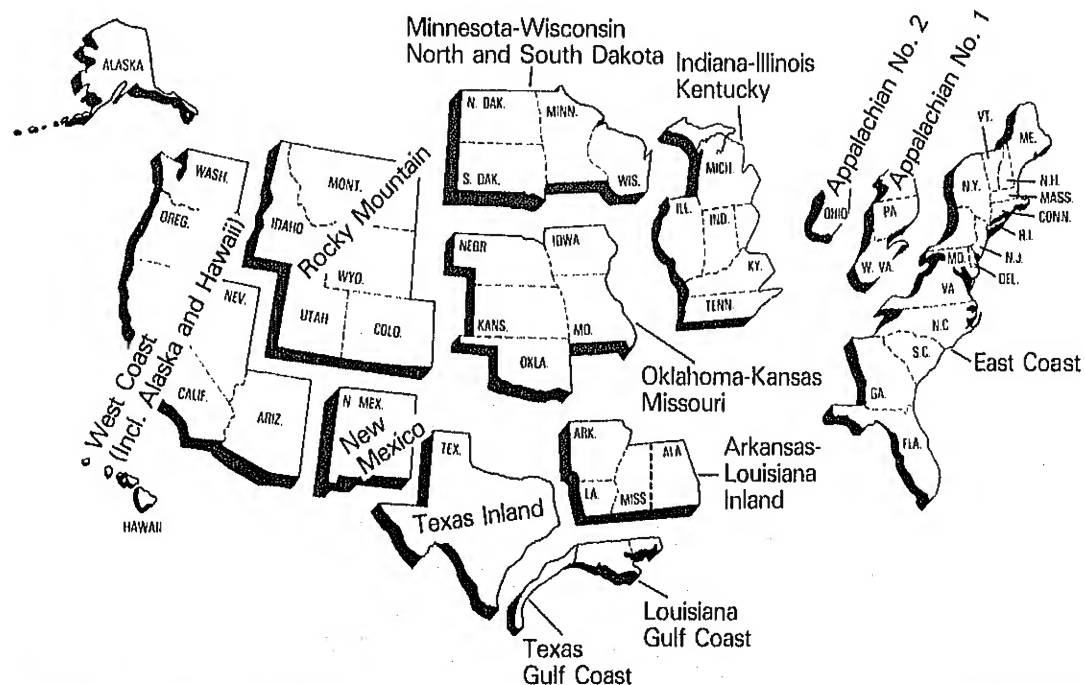 Minnesota-Wisconsin
North and South Dakota
Indiana-Illinois
Kentucky
Appalachian No. 2
Appalachian No. 1
ALASKA
WASH.
OREG.
NEV.
CALIF.
ARIZ.
HAWAII
West Coast
(Incl. Alaska and Hawaii)
MONT.
IDAHO
WYO.
UTAH
COLO.
Rocky Mountain
N. DAK.
MINN.
S. DAK.
WIS.
NEBR
IOWA
KANS.
MO.
OKLA.
Oklahoma-Kansas
Missouri
MICH.
ILL.
IND.
KY.
TENN.
OHIO
PA
W. VA.
VT.
ME.
N.Y.
N.H.
MASS.
CONN.
R.I.
N.J.
DEL.
MD.
VA
N.C
S.C.
GA.
FLA.
East Coast
N MEX.
New
Mexico
TEX.
Texas Inland
ARK.
LA.
MISS
ALA
Arkansas-
Louisiana
Inland
Louisiana
Gulf Coast
Texas
Gulf Coast